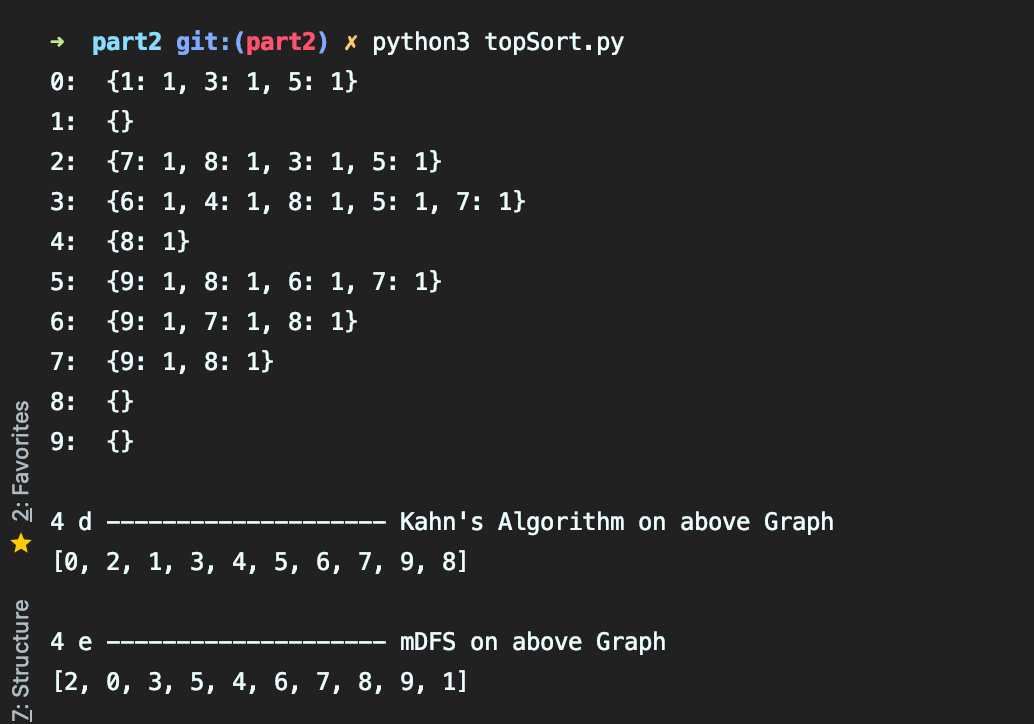 ➜ part2 git:(part2) ✗ python3 topSort.py
0: {1: 1, 3: 1, 5: 1}
1: {}
2: {7: 1, 8: 1, 3: 1, 5: 1}
3: {6: 1, 4: 1, 8: 1, 5: 1, 7: 1}
4: {8: 1}
5: {9: 1, 8: 1, 6: 1, 7: 1}
6: {9: 1, 7: 1, 8: 1}
7: {9: 1, 8: 1}
8: {}
9: {}
4 d -------------------- Kahn's Algorithm on above Graph
[0, 2, 1, 3, 4, 5, 6, 7, 9, 8]
4 e -------------------- mDFS on above Graph
[2, 0, 3, 5, 4, 6, 7, 8, 9, 1]
2: Favorites
7: Structure